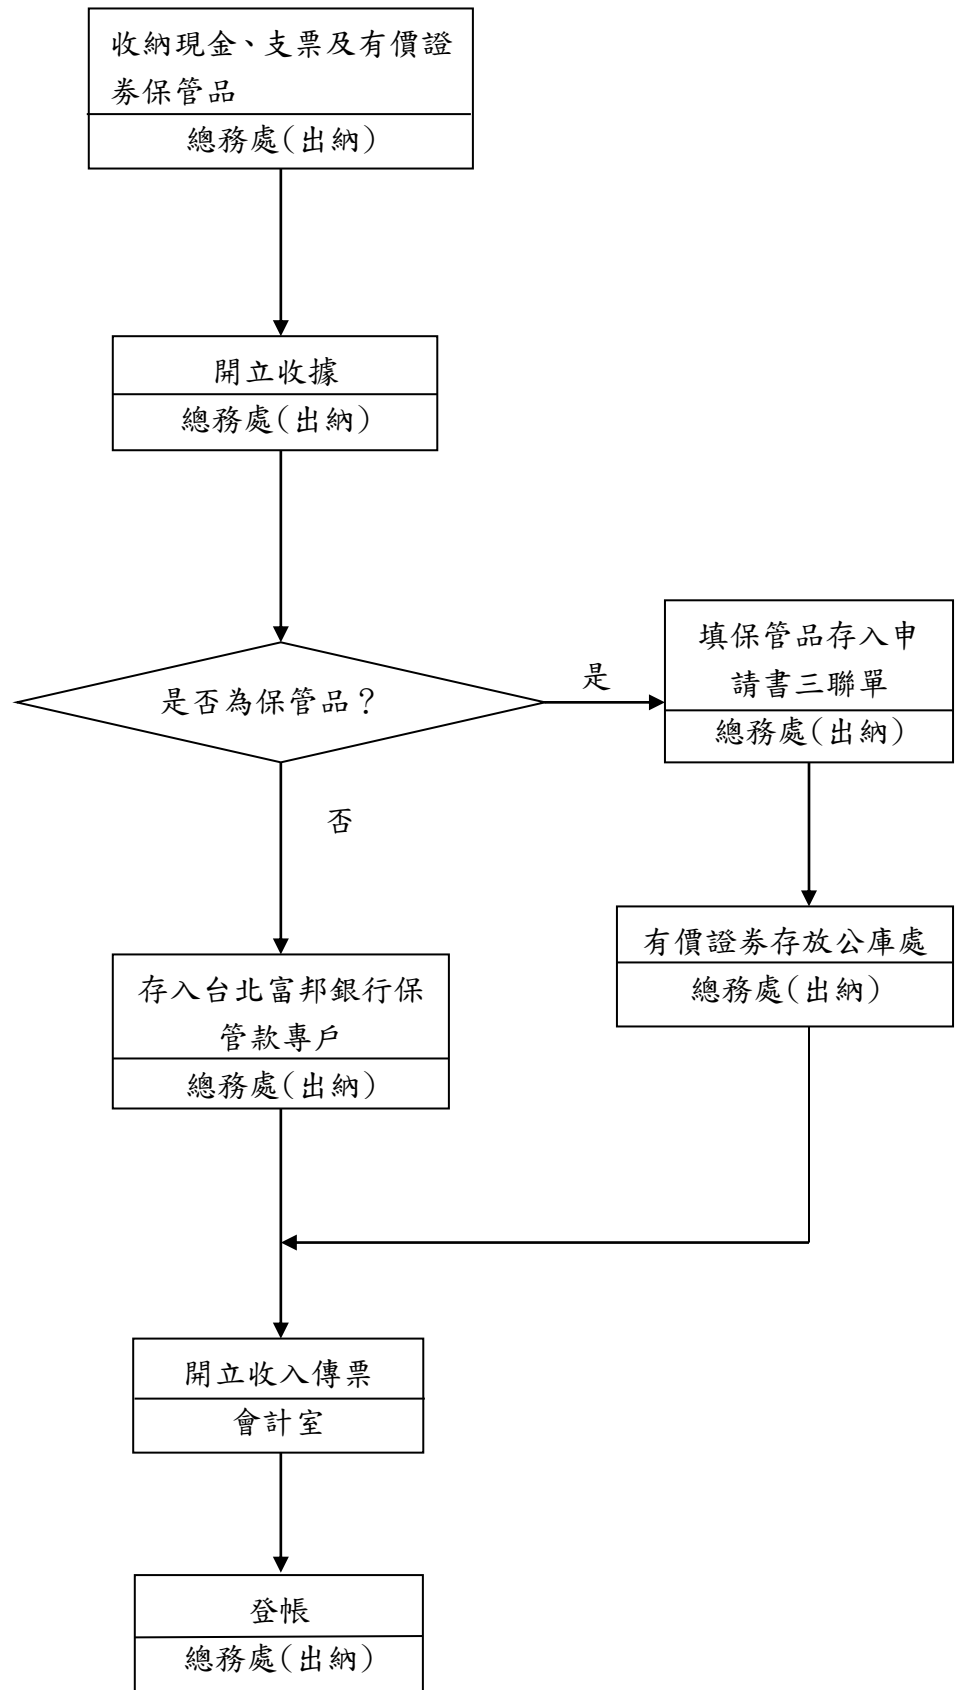 收納現金、支票及有價證
券保管品
總務處(出納)
開立收據
總務處(出納)
是否為保管品？
是
填保管品存入申
請書三聯單
總務處(出納)
否
有價證券存放公庫處
總務處(出納)
存入台北富邦銀行保
管款專戶
總務處(出納)
開立收入傳票
會計室
登帳
總務處(出納)